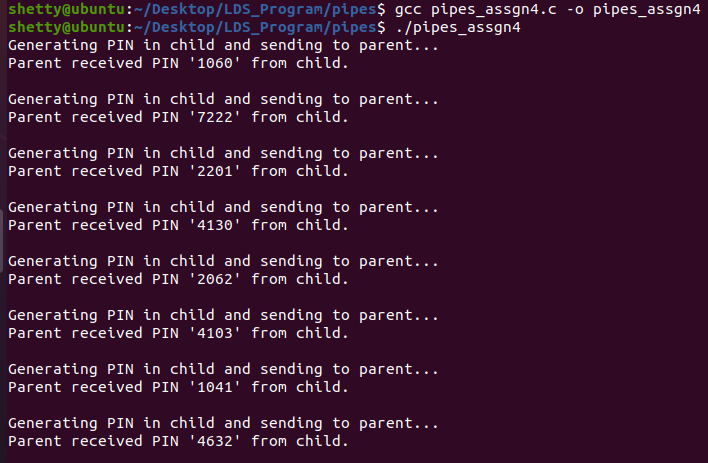 shetty@ubuntu:~/Desktop/LDS_Program/pipes$ gcc pipes_assgn4.c -o pipes_assgn4
shetty@ubuntu:~/Desktop/LDS_Program/pipes$ ./pipes_assgn4
Generating PIN in child and sending to parent...
Parent received PIN '1060' from child.

Generating PIN in child and sending to parent...
Parent received PIN '7222' from child.

Generating PIN in child and sending to parent...
Parent received PIN '2201' from child.

Generating PIN in child and sending to parent...
Parent received PIN '4130' from child.

Generating PIN in child and sending to parent...
Parent received PIN '2062' from child.

Generating PIN in child and sending to parent...
Parent received PIN '4103' from child.

Generating PIN in child and sending to parent...
Parent received PIN '1041' from child.

Generating PIN in child and sending to parent...
Parent received PIN '4632' from child.